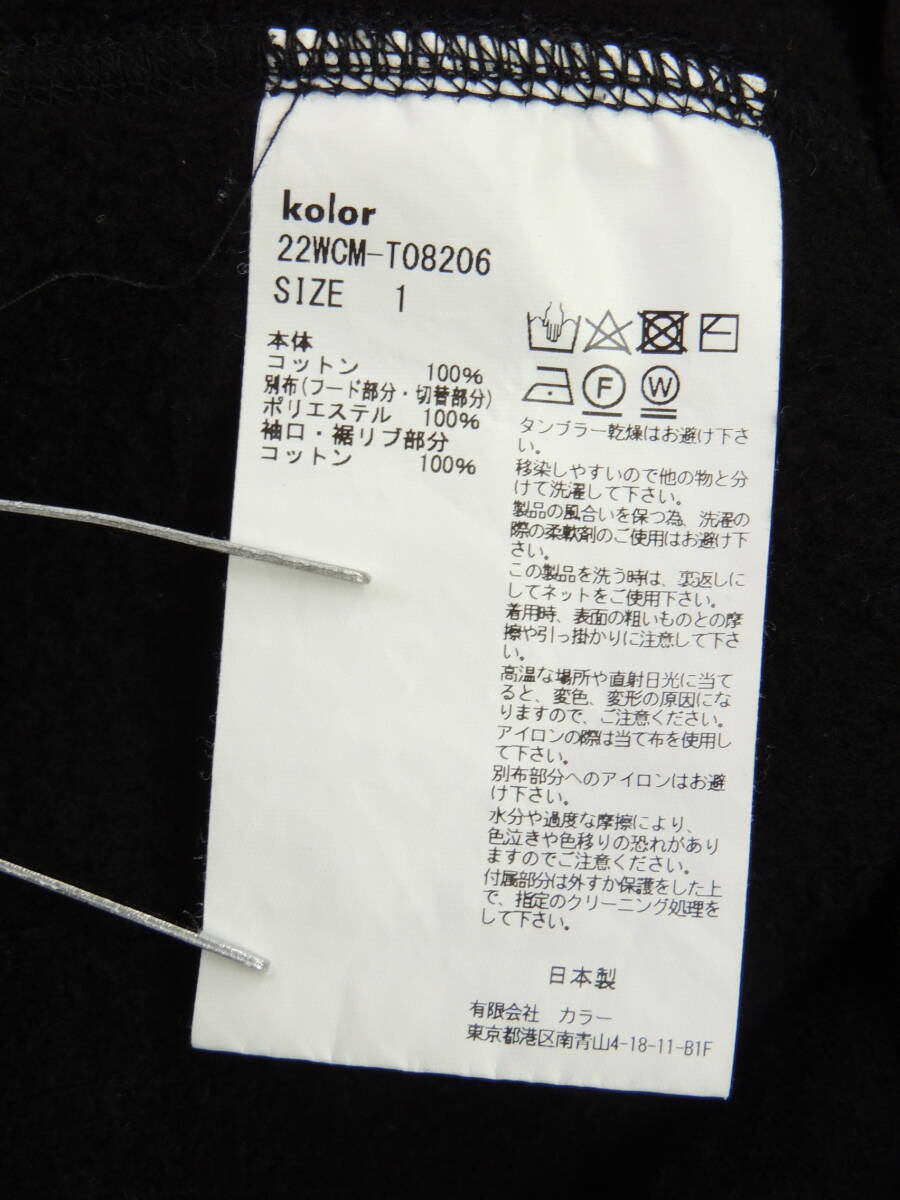 kolor
22WCM-T08206
SIZE 1
本体
コットン 100%
別布(フード部分・切替部分)
ポリエステル 100%
袖口・裾リブ部分
コットン 100%
F W
タンブラー乾燥はお避け下さ
い。
移染しやすいので他の物と分
けて洗濯して下さい。
製品の風合いを保つ為、洗濯の
際の柔軟剤のご使用はお避け下
さい。
この製品を洗う時は、裏返しに
してネットをご使用下さい。
着用時、表面の粗いものとの摩
擦や引っ掛かりに注意して下さ
い。
高温な場所や直射日光に当て
ると、変色、変形の原因にな
りますので、ご注意ください。
アイロンの際は当て布を使用し
て下さい。
別布部分へのアイロンはお避
け下さい。
水分や過度な摩擦により、
色泣きや色移りの恐れがあり
ますのでご注意ください。
付属部分は外すか保護をした上
で、指定のクリーニング処理を
して下さい。
日本製
有限会社 カラー
東京都港区南青山4-18-11-B1F